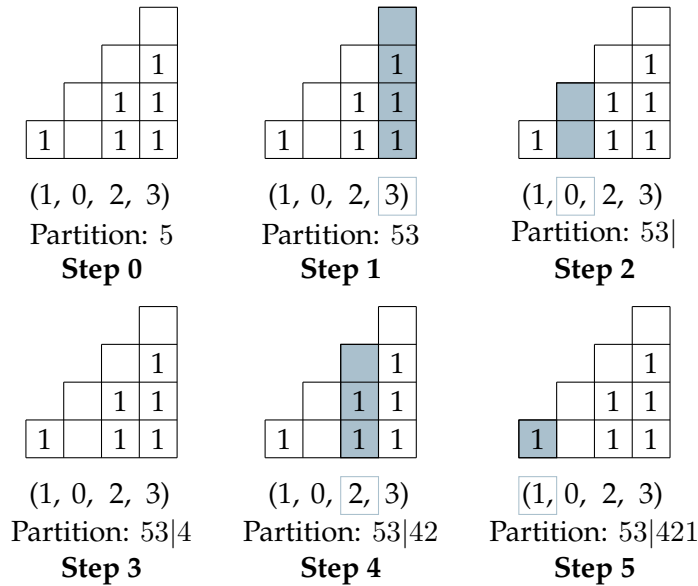 1 1 1
1 1 1
1 1 1
1 1 1 1 1 1 1 1 1
(1, 0, 2, 3) (1, 0, 2, 3) (1, 0, 2, 3)
Partition: 5 Partition: 53 Partition: 53|
Step 0 Step 1 Step 2
1 1 1
1 1 1 1 1 1
1 1 1 1 1 1 1 1 1
(1, 0, 2, 3) (1, 0, 2, 3) (1, 0, 2, 3)
Partition: 53|4 Partition: 53|42 Partition: 53|421
Step 3 Step 4 Step 5